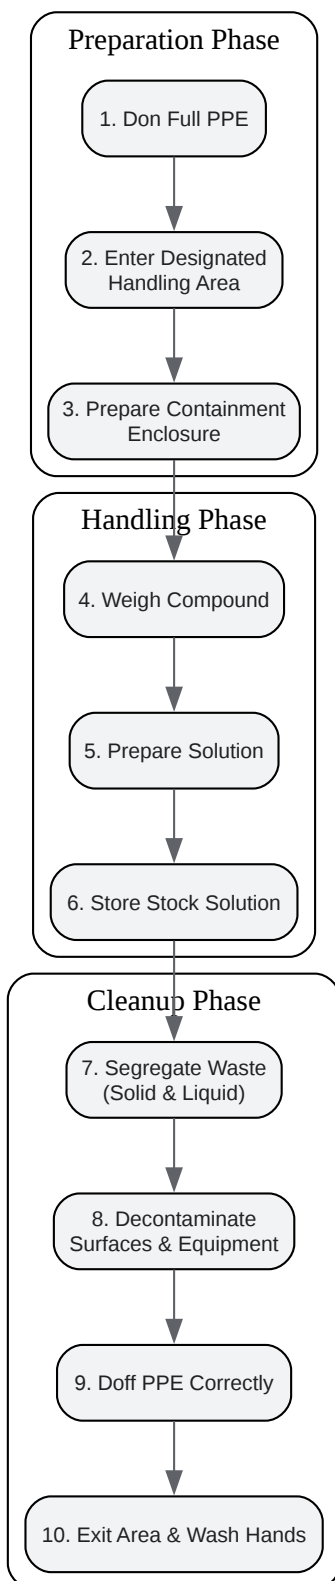 Preparation Phase
1. Don Full PPE
2. Enter Designated
Handling Area
3. Prepare Containment
Enclosure
Handling Phase
4. Weigh Compound
5. Prepare Solution
6. Store Stock Solution
Cleanup Phase
7. Segregate Waste
(Solid & Liquid)
8. Decontaminate
Surfaces & Equipment
9. Doff PPE Correctly
10. Exit Area & Wash Hands